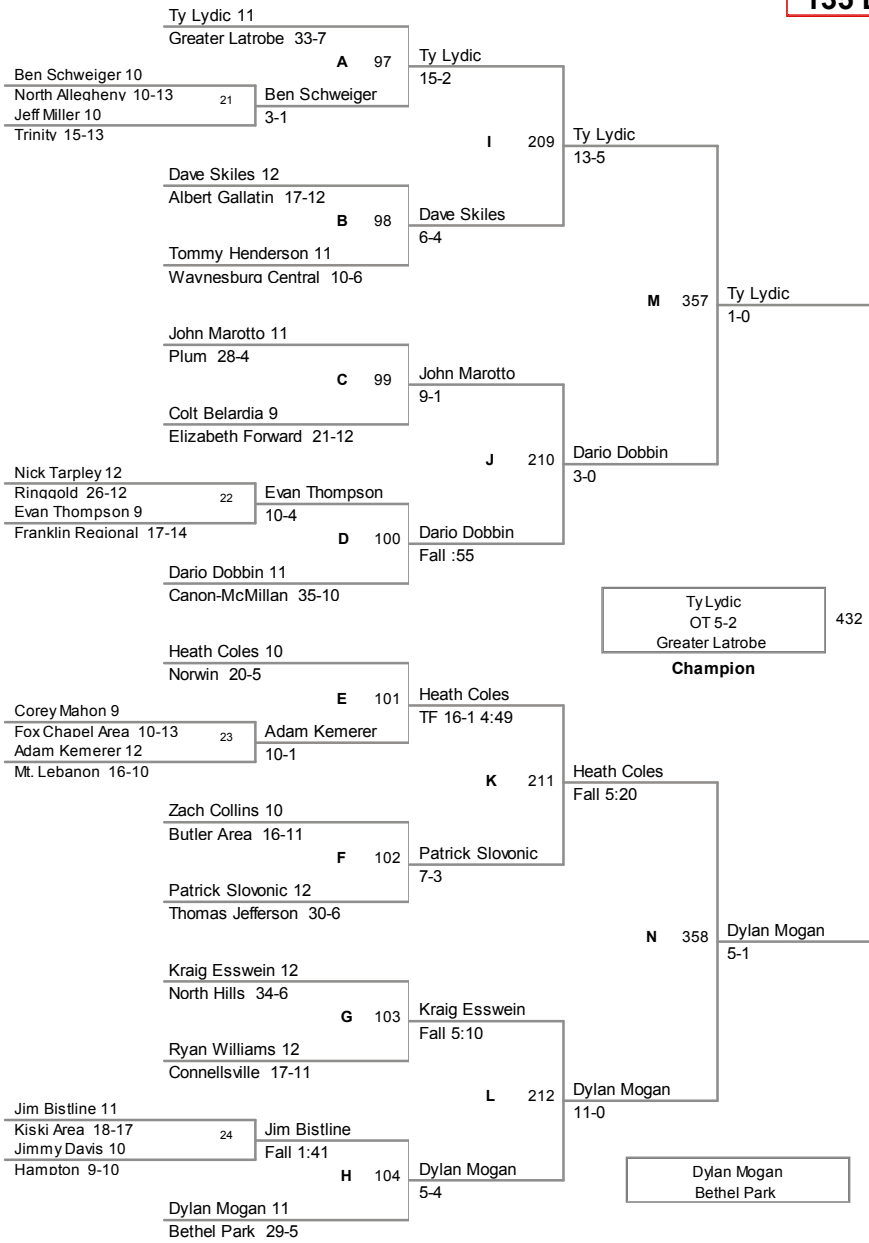 135 L
Ty Lydic 11
Greater Latrobe 33-7
A 97
Ty Lydic
15-2
Ben Schweiger 10
North Allegheny 10-13
21
Ben Schweiger
3-1
Jeff Miller 10
Trinity 15-13
I 209
Ty Lydic
13-5
Dave Skiles 12
Albert Gallatin 17-12
B 98
Dave Skiles
6-4
Tommy Henderson 11
Waynesburg Central 10-6
M 357
Ty Lydic
1-0
John Marotto 11
Plum 28-4
C 99
John Marotto
9-1
Colt Belardia 9
Elizabeth Forward 21-12
J 210
Dario Dobbin
3-0
Nick Tarpley 12
Ringgold 26-12
22
Evan Thompson
10-4
Evan Thompson 9
Franklin Regional 17-14
D 100
Dario Dobbin
Fall :55
Dario Dobbin 11
Canon-McMillan 35-10
Ty Lydic
OT 5-2
Greater Latrobe
432
Champion
Heath Coles 10
Norwin 20-5
E 101
Heath Coles
TF 16-1 4:49
Corey Mahon 9
Fox Chapel Area 10-13
23
Adam Kemerer
10-1
Adam Kemerer 12
Mt. Lebanon 16-10
K 211
Heath Coles
Fall 5:20
Zach Collins 10
Butler Area 16-11
F 102
Patrick Slovonic
7-3
Patrick Slovonic 12
Thomas Jefferson 30-6
N 358
Dylan Mogan
5-1
Kraig Esswein 12
North Hills 34-6
G 103
Kraig Esswein
Fall 5:10
Ryan Williams 12
Connellsville 17-11
L 212
Dylan Mogan
11-0
Jim Bistline 11
Kiski Area 18-17
24
Jim Bistline
Fall 1:41
Jimmy Davis 10
Hampton 9-10
H 104
Dylan Mogan
5-4
Dylan Mogan 11
Bethel Park 29-5
Dylan Mogan
Bethel Park